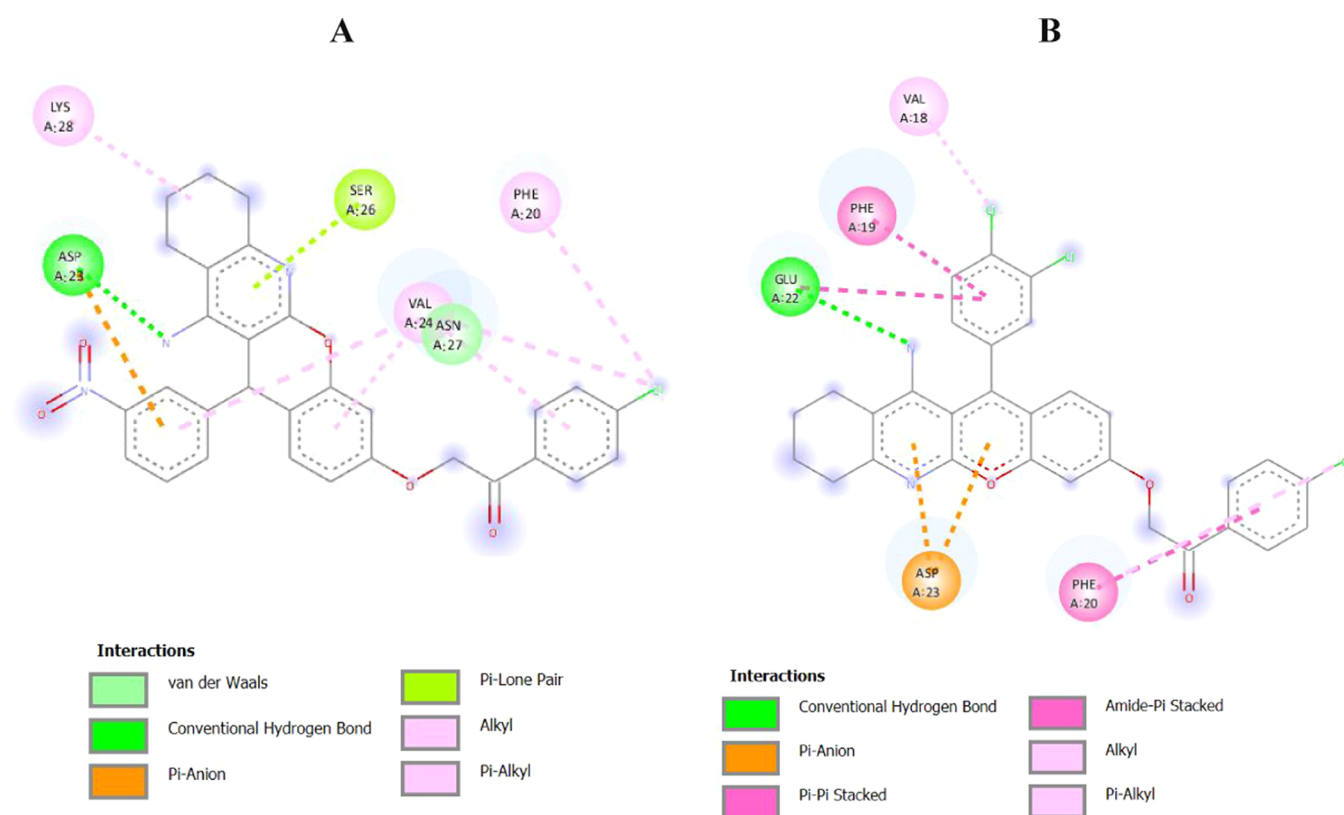 A
B
LYS
A:28
SER
A:26
PHE
A:20
ASP
A:23
VAL
A:24
ASN
A:27
N
O
N
O
N
O
O
O
Interactions
van der Waals
Conventional Hydrogen Bond
Pi-Anion
Pi-Lone Pair
Alkyl
Pi-Alkyl
VAL
A:18
PHE
A:19
GLU
A:22
Cl
Cl
N
N
O
O
O
ASP
A:23
PHE
A:20
Interactions
Conventional Hydrogen Bond
Pi-Anion
Pi-Pi Stacked
Amide-Pi Stacked
Alkyl
Pi-Alkyl